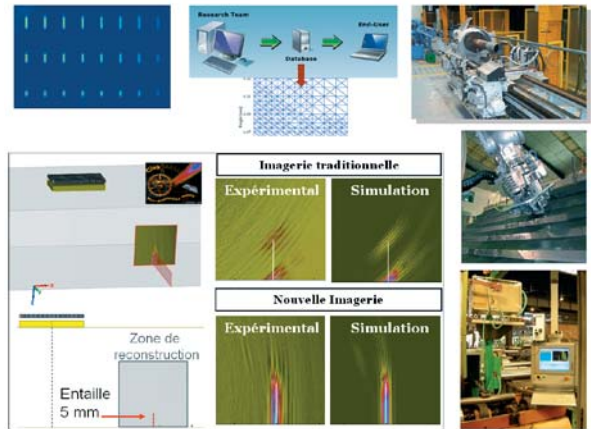 Research Team
End-User
Database
Imagerie traditionnelle
Expérimental
Simulation
Nouvelle Imagerie
Expérimental
Simulation
Zone de
reconstruction
Entaille
5 mm